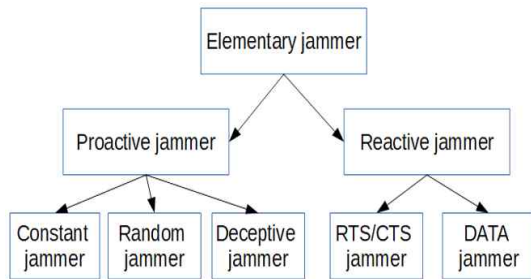 Elementary jammer
Proactive jammer
Reactive jammer
Constant
jammer
Random
jammer
Deceptive
jammer
RTS/CTS
jammer
DATA
jammer